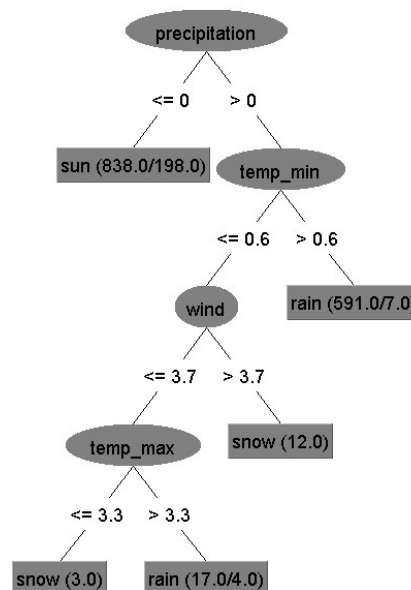 precipitation
<= 0 > 0
sun (838.0/198.0)
temp_min
<= 0.6 > 0.6
wind
rain (591.0/7.0)
<= 3.7 > 3.7
temp_max
snow (12.0)
<= 3.3 > 3.3
snow (3.0)
rain (17.0/4.0)